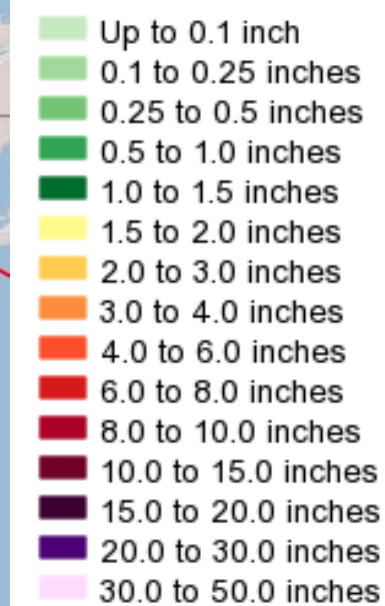 Up to 0.1 inch
0.1 to 0.25 inches
0.25 to 0.5 inches
0.5 to 1.0 inches
1.0 to 1.5 inches
1.5 to 2.0 inches
2.0 to 3.0 inches
3.0 to 4.0 inches
4.0 to 6.0 inches
6.0 to 8.0 inches
8.0 to 10.0 inches
10.0 to 15.0 inches
15.0 to 20.0 inches
20.0 to 30.0 inches
30.0 to 50.0 inches